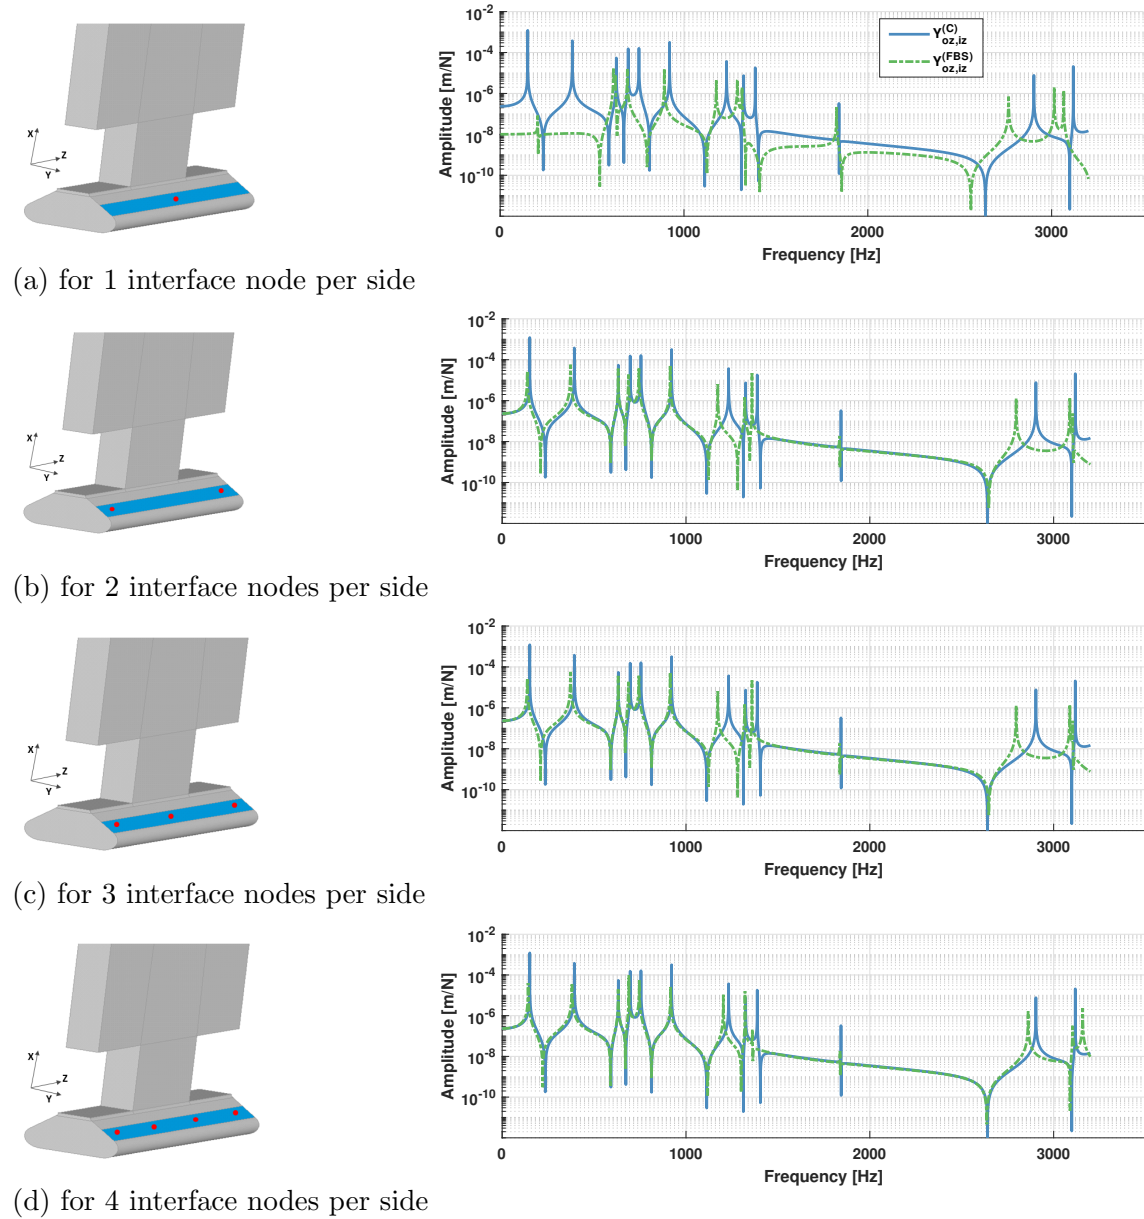 X
Z
Y
10^-2
10^-4
10^-6
10^-8
10^-10
Amplitude [m/N]
Y_{oz,iz}^{(C)}
Y_{oz,iz}^{(FBS)}
0 1000 2000 3000
Frequency [Hz]
(a) for 1 interface node per side
X
Z
Y
10^-2
10^-4
10^-6
10^-8
10^-10
Amplitude [m/N]
0 1000 2000 3000
Frequency [Hz]
(b) for 2 interface nodes per side
X
Z
Y
10^-2
10^-4
10^-6
10^-8
10^-10
Amplitude [m/N]
0 1000 2000 3000
Frequency [Hz]
(c) for 3 interface nodes per side
X
Z
Y
10^-2
10^-4
10^-6
10^-8
10^-10
Amplitude [m/N]
0 1000 2000 3000
Frequency [Hz]
(d) for 4 interface nodes per side